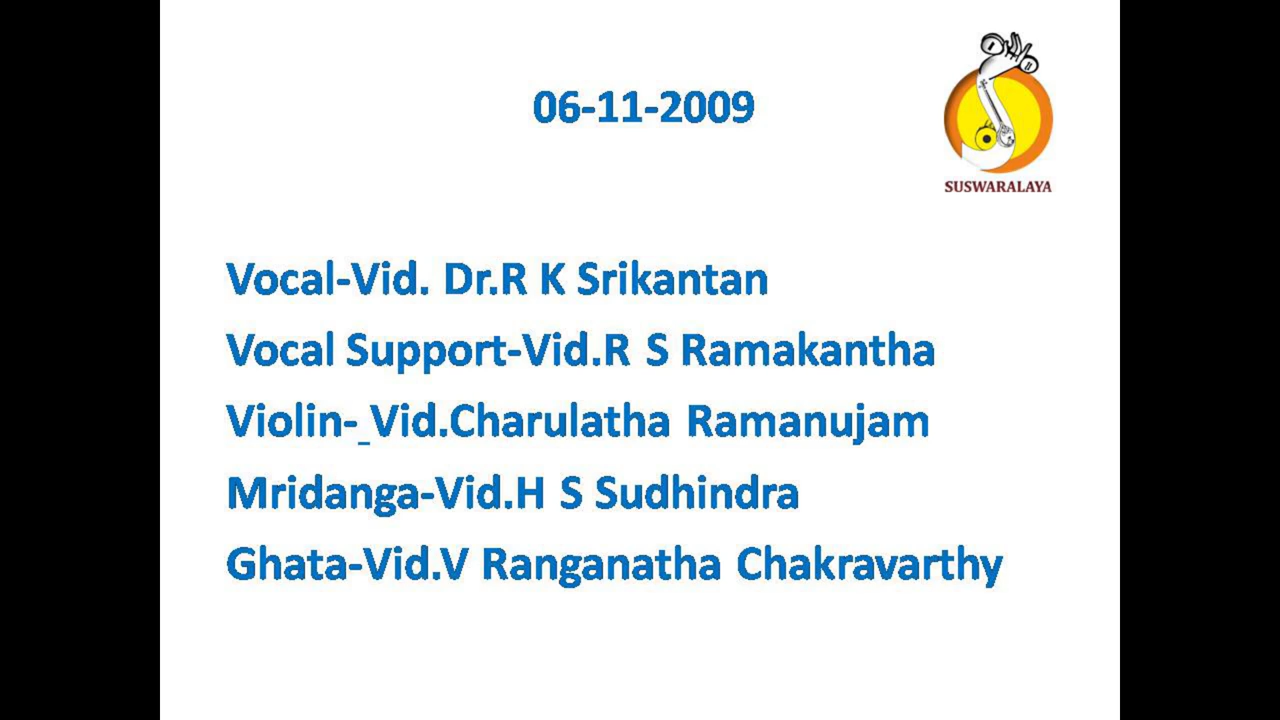 06-11-2009
SUSWARALAYA
Vocal-Vid. Dr.R K Srikantan
Vocal Support-Vid.R S Ramakantha
Violin-_Vid.Charulatha Ramanujam
Mridanga-Vid.H S Sudhindra
Ghata-Vid.V Ranganatha Chakravarthy